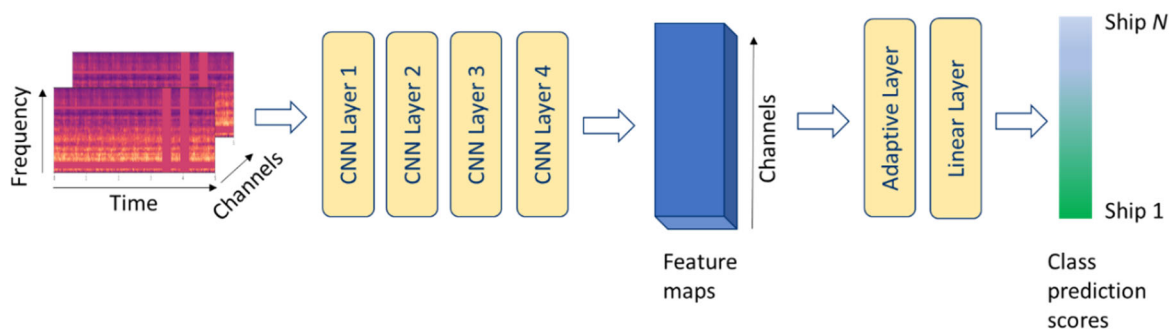 Frequency
Time
Channels
CNN Layer 1
CNN Layer 2
CNN Layer 3
CNN Layer 4
Channels
Feature
maps
Adaptive Layer
Linear Layer
Ship N
Ship 1
Class
prediction
scores